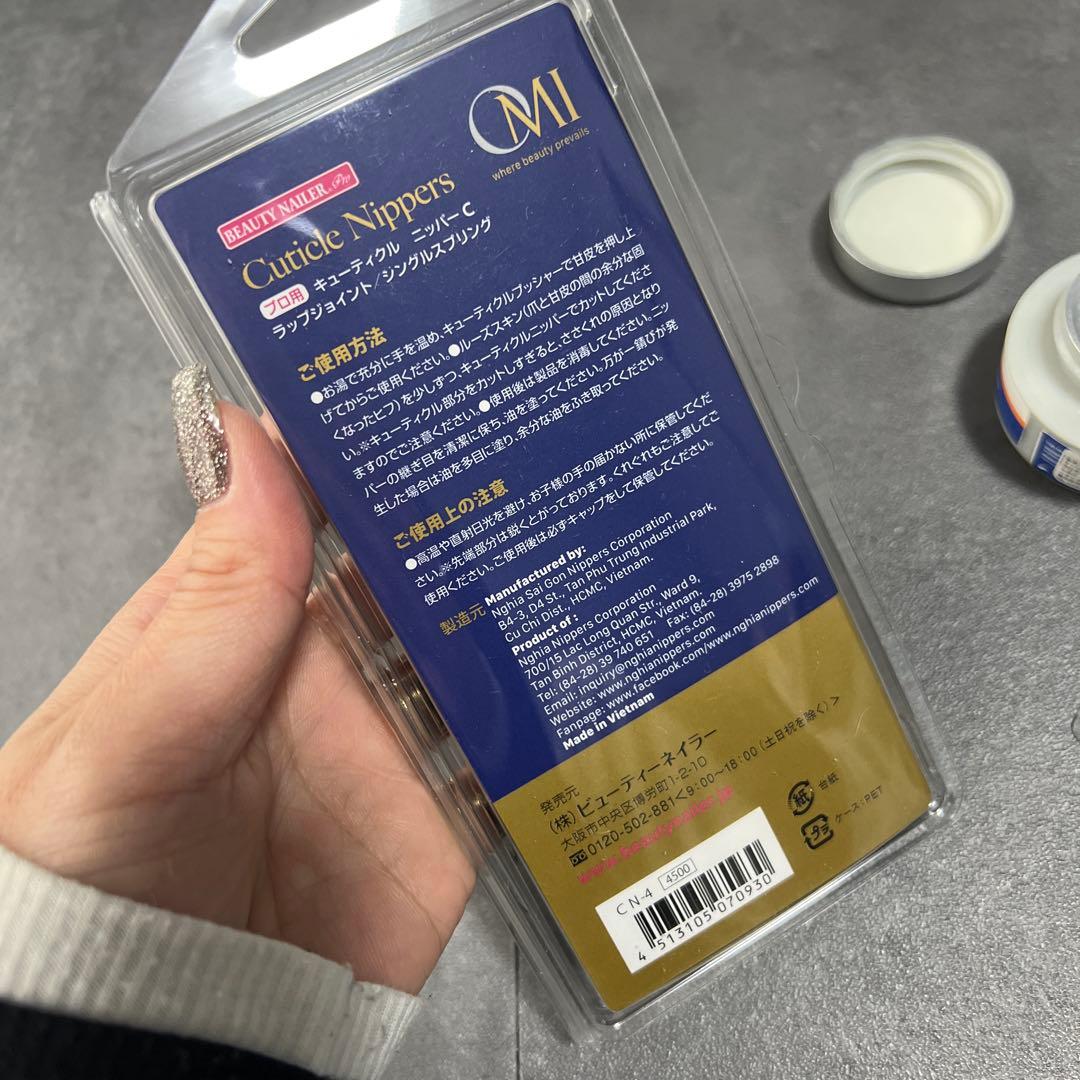 OMI
where beauty prevails
BEAUTY NAILER Pro
Cuticle Nippers
プロ用 キューティクル ニッパー C
ラップジョイント/シングルスプリング
ご使用方法
●お湯で充分に手を温め、キューティクルプッシャーで甘皮を押し上
げてからご使用ください。●ルーズスキン(爪と甘皮の間の余分な固
くなったヒフ)を少しずつ、キューティクルニッパーでカットしてくださ
い。※キューティクル部分をカットしすぎると、ささくれの原因となり
ますのでご注意ください。●使用後は製品を消毒してください。ニッ
パーの継ぎ目を清潔に保ち、油を塗ってください。万が一錆びが発
生した場合は油を多目に塗り、余分な油をふき取ってください。
ご使用上の注意
●高温や直射日光を避け、お子様の手の届かない所に保管してくだ
さい。※先端部分は鋭くとがっております。くれぐれもご注意してご
使用ください。ご使用後は必ずキャップをして保管してください。
製造元
Manufactured by:
Nghia Sai Gon Nippers Corporation
B4-3, D4 St., Tan Phu Trung Industrial Park,
Cu Chi Dist., HCMC, Vietnam.
Product of :
Nghia Nippers Corporation
700/15 Lac Long Quan Str, Ward 9,
Tan Binh District, HCMC, Vietnam.
Tel: (84-28) 39 740 651 Fax: (84-28) 3975 2898
Email: inquiry@nghianippers.com
Website: www.nghianippers.com
Fanpage: www.facebook.com/www.nghianippers.com
Made in Vietnam
発売元
(株)ビューティーネイラー
大阪市中央区博労町1-2-10
0120-502-881<9:00～18:00(土日祝を除く)>
www.beautynailer.jp
紙 台紙
プラ ケース:PET
CN-4 4500
4 513105 070930